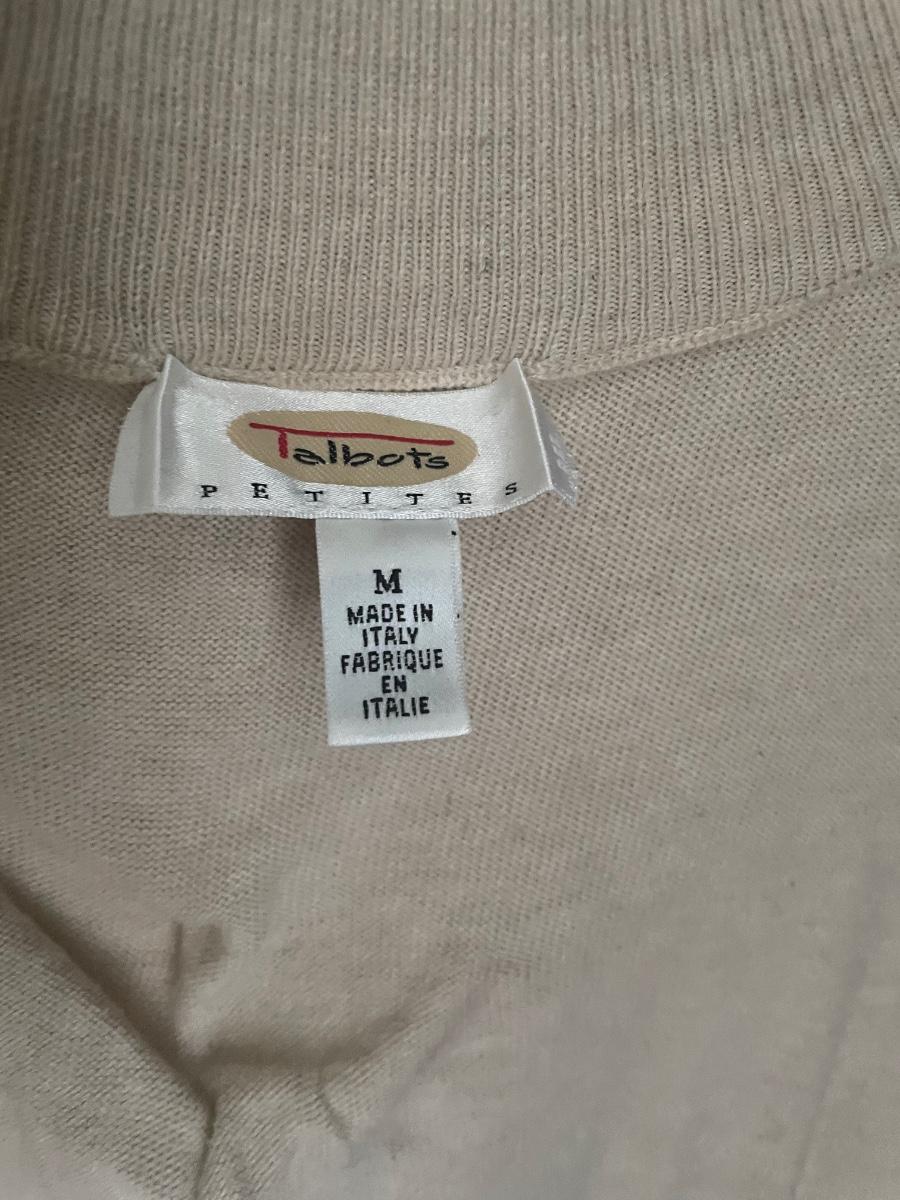 Talbots
PETITES
M
MADE IN
ITALY
FABRIQUE
EN
ITALIE